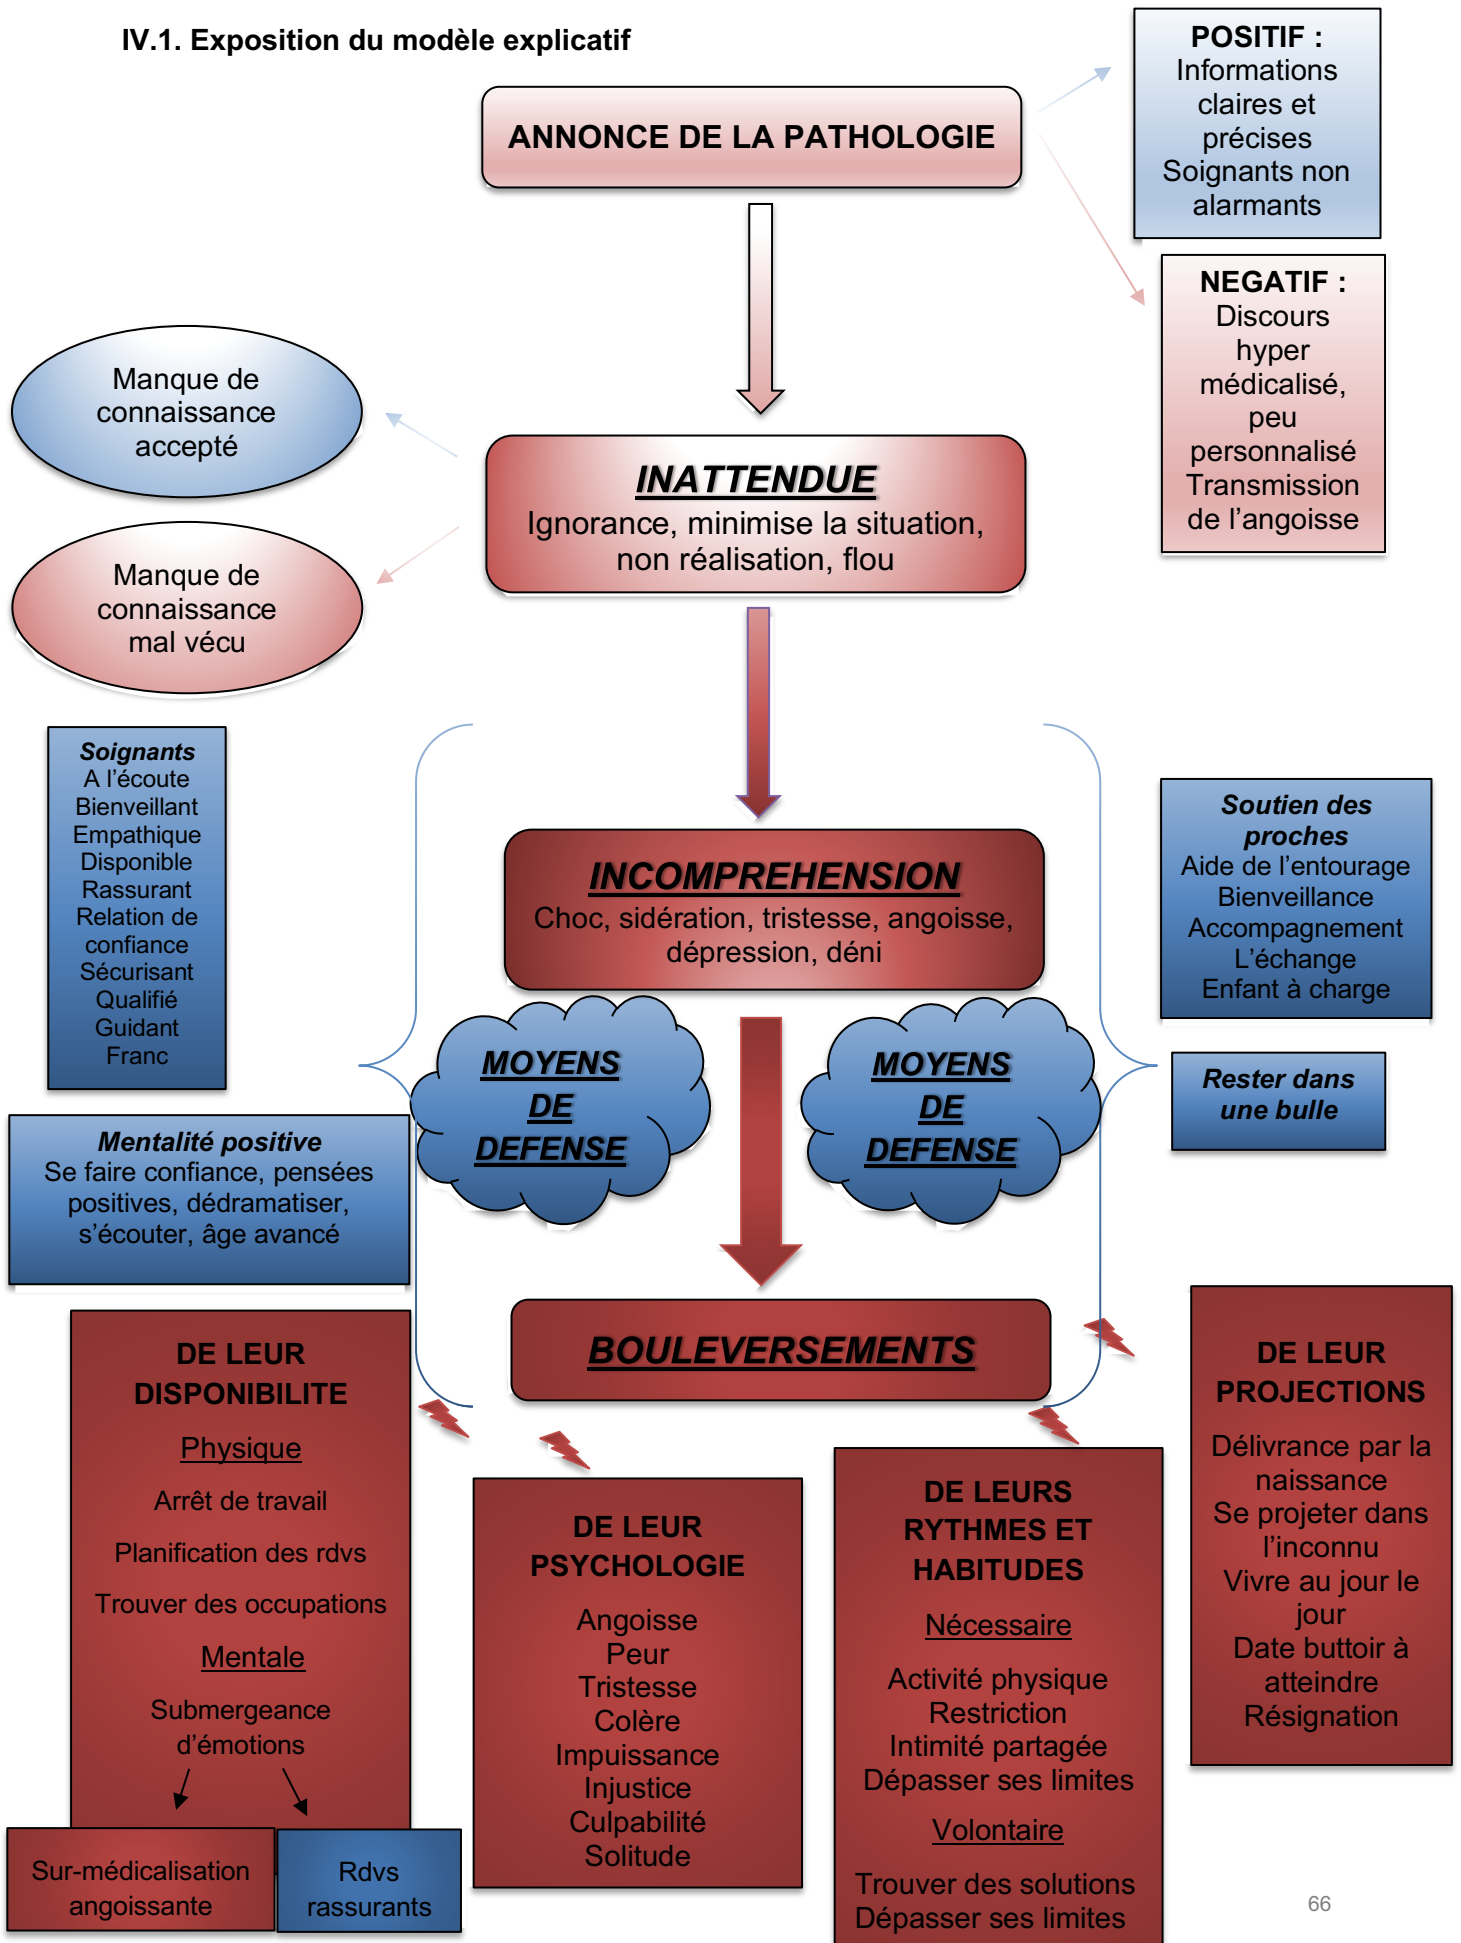 IV.1. Exposition du modèle explicatif
ANNONCE DE LA PATHOLOGIE
POSITIF :
Informations
claires et
précises
Soignants non
alarmants
NEGATIF :
Discours
hyper
médicalisé,
peu
personnalisé
Transmission
de l’angoisse
Manque de
connaissance
accepté
INATTENDUE
Ignorance, minimise la situation,
non réalisation, flou
Manque de
connaissance
mal vécu
Soignants
A l’écoute
Bienveillant
Empathique
Disponible
Rassurant
Relation de
confiance
Sécurisant
Qualifié
Guidant
Franc
INCOMPREHENSION
Choc, sidération, tristesse, angoisse,
dépression, déni
Soutien des
proches
Aide de l’entourage
Bienveillance
Accompagnement
L’échange
Enfant à charge
MOYENS
DE
DEFENSE
MOYENS
DE
DEFENSE
Rester dans
une bulle
Mentalité positive
Se faire confiance, pensées
positives, dédramatiser,
s’écouter, âge avancé
BOULEVERSEMENTS
DE LEUR
DISPONIBILITE
Physique
Arrêt de travail
Planification des rdvs
Trouver des occupations
Mentale
Submergeance
d’émotions
Sur-médicalisation
angoissante
Rdvs
rassurants
DE LEUR
PSYCHOLOGIE
Angoisse
Peur
Tristesse
Colère
Impuissance
Injustice
Culpabilité
Solitude
DE LEURS
RYTHMES ET
HABITUDES
Nécessaire
Activité physique
Restriction
Intimité partagée
Dépasser ses limites
Volontaire
Trouver des solutions
Dépasser ses limites
DE LEUR
PROJECTIONS
Délivrance par la
naissance
Se projeter dans
l’inconnu
Vivre au jour le
jour
Date buttoir à
atteindre
Résignation
66